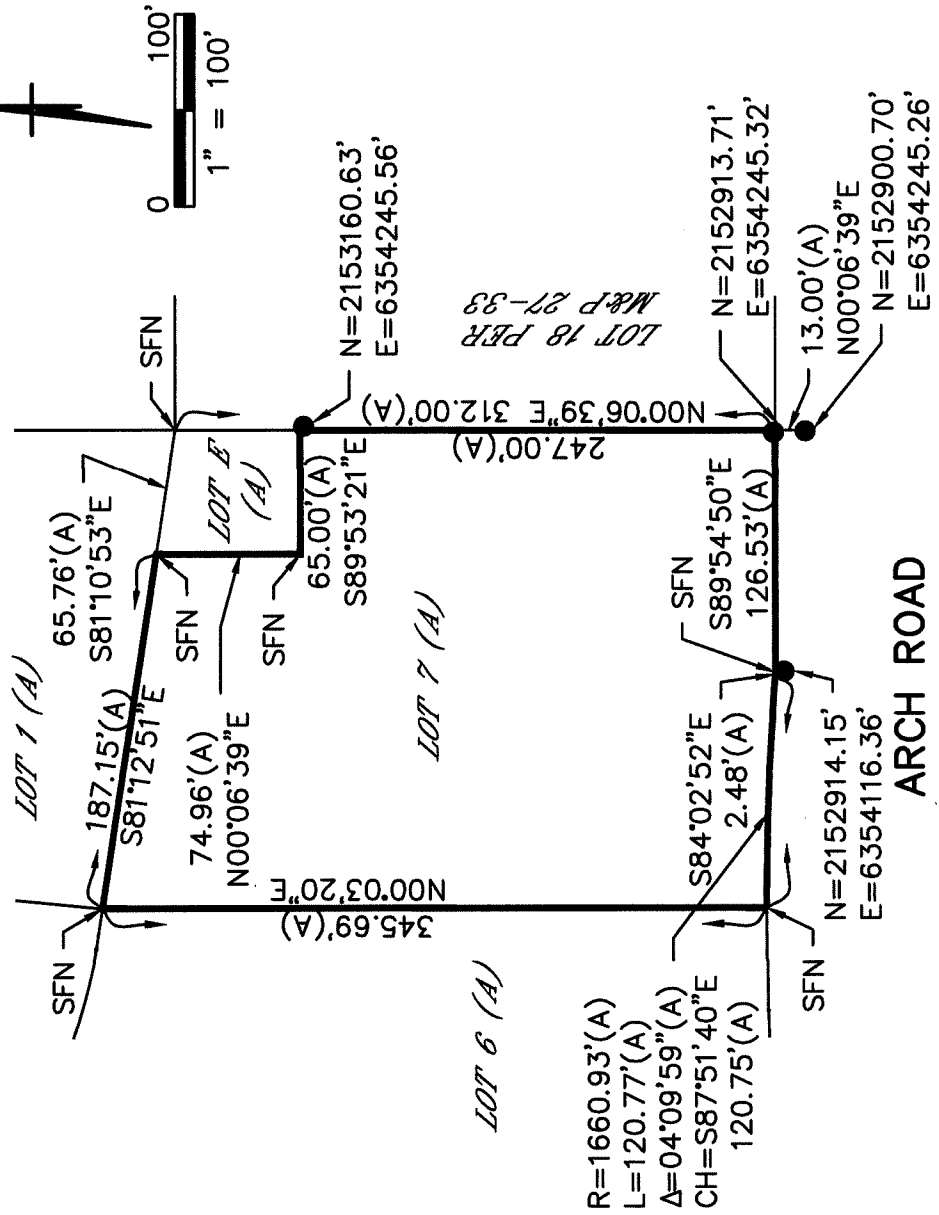 0 100'
1" = 100'
LOT 1 (A)
65.76'(A)
S81°10'53"E
SFN
187.15'(A)
S81°12'51"E
SFN
SFN
SFN
LOT E
(A)
74.96'(A)
N00°06'39"E
65.00'(A)
S89°53'21"E
N=2153160.63'
E=6354245.56'
LOT 18 PER
M&P 27-33
N00°06'39"E 312.00'(A)
247.00'(A)
LOT 7 (A)
N00°03'20"E
345.69'(A)
LOT 6 (A)
R=1660.93'(A)
L=120.77'(A)
Δ=04°09'59"(A)
CH=S87°51'40"E
120.75'(A)
SFN
S84°02'52"E
2.48'(A)
SFN
S89°54'50"E
126.53'(A)
N=2152914.15'
E=6354116.36'
N=2152913.71'
E=6354245.32'
13.00'(A)
N00°06'39"E
N=2152900.70'
E=6354245.26'
ARCH ROAD